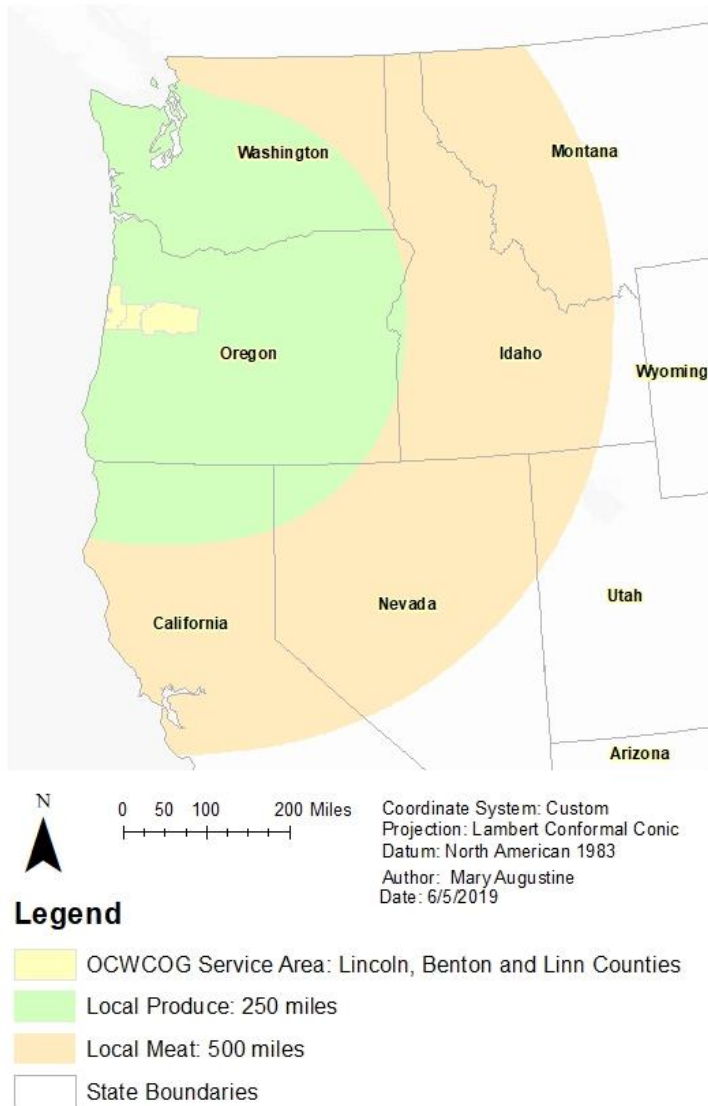 Washington
Montana
Oregon
Idaho
Wyoming
California
Nevada
Utah
Arizona
N
0 50 100 200 Miles
Coordinate System: Custom
Projection: Lambert Conformal Conic
Datum: North American 1983
Author: Mary Augustine
Date: 6/5/2019
Legend
OCWCOG Service Area: Lincoln, Benton and Linn Counties
Local Produce: 250 miles
Local Meat: 500 miles
State Boundaries